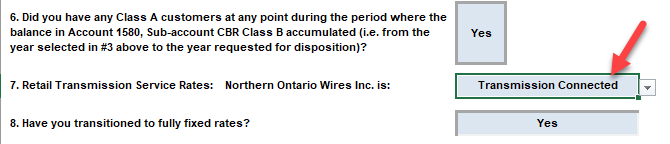 6. Did you have any Class A customers at any point during the period where the
balance in Account 1580, Sub-account CBR Class B accumulated (i.e. from the
year selected in #3 above to the year requested for disposition)?
Yes
7. Retail Transmission Service Rates: Northern Ontario Wires Inc. is:
Transmission Connected
8. Have you transitioned to fully fixed rates?
Yes